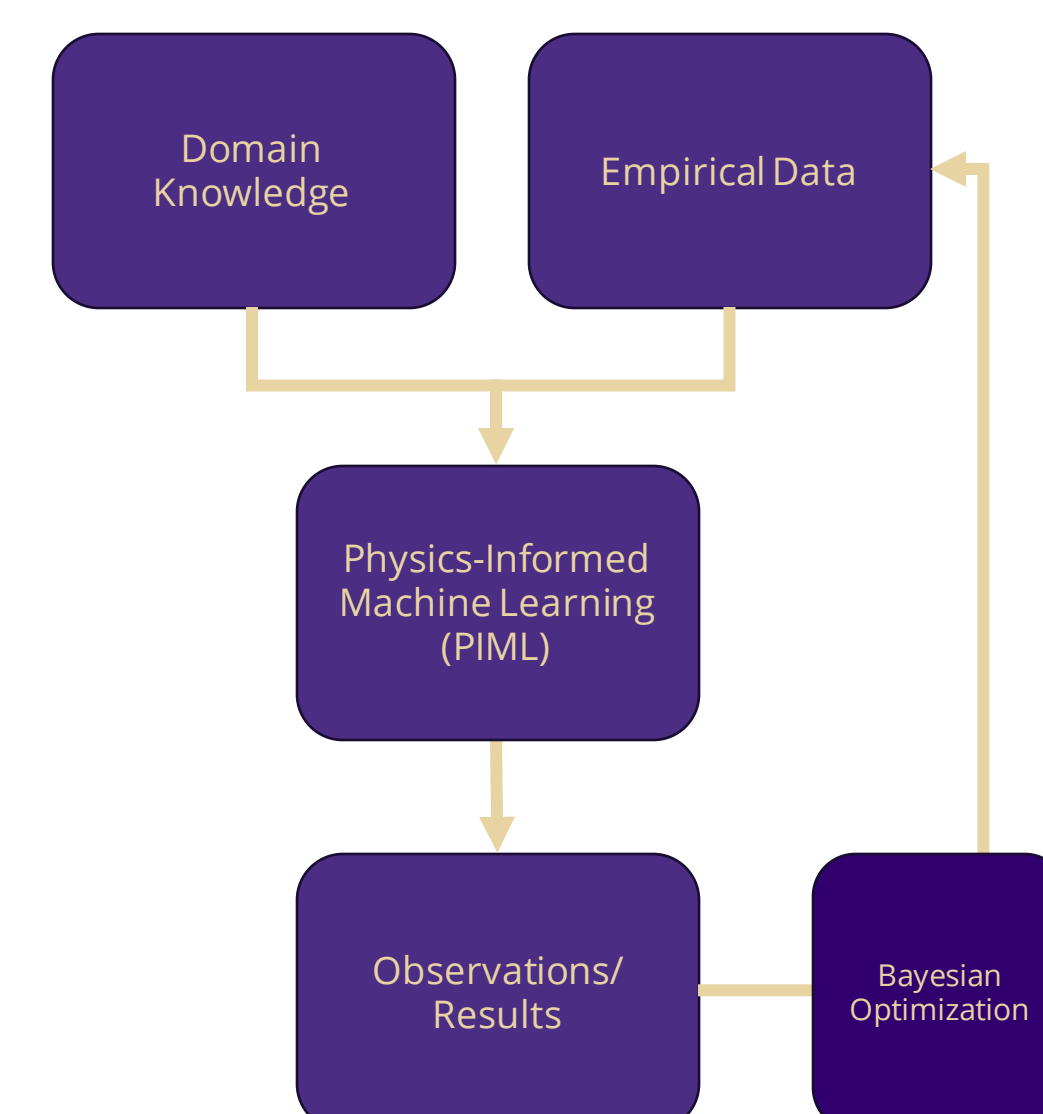 Domain
Knowledge
Empirical Data
Physics-Informed
Machine Learning
(PIML)
Observations/
Results
Bayesian
Optimization